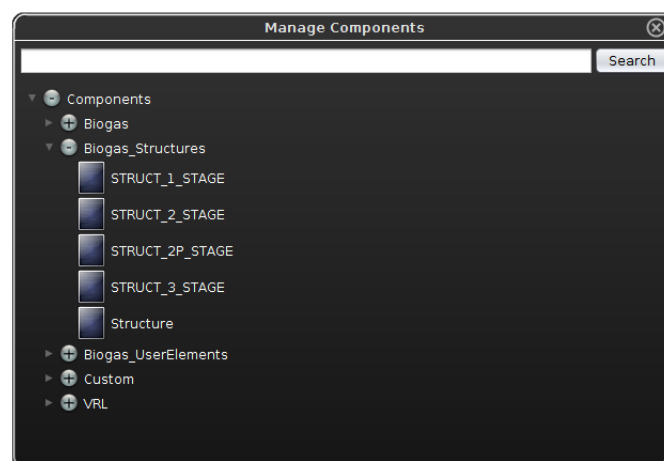 Manage Components
Search
Components
Biogas
Biogas_Structures
STRUCT_1_STAGE
STRUCT_2_STAGE
STRUCT_2P_STAGE
STRUCT_3_STAGE
Structure
Biogas_UserElements
Custom
VRL